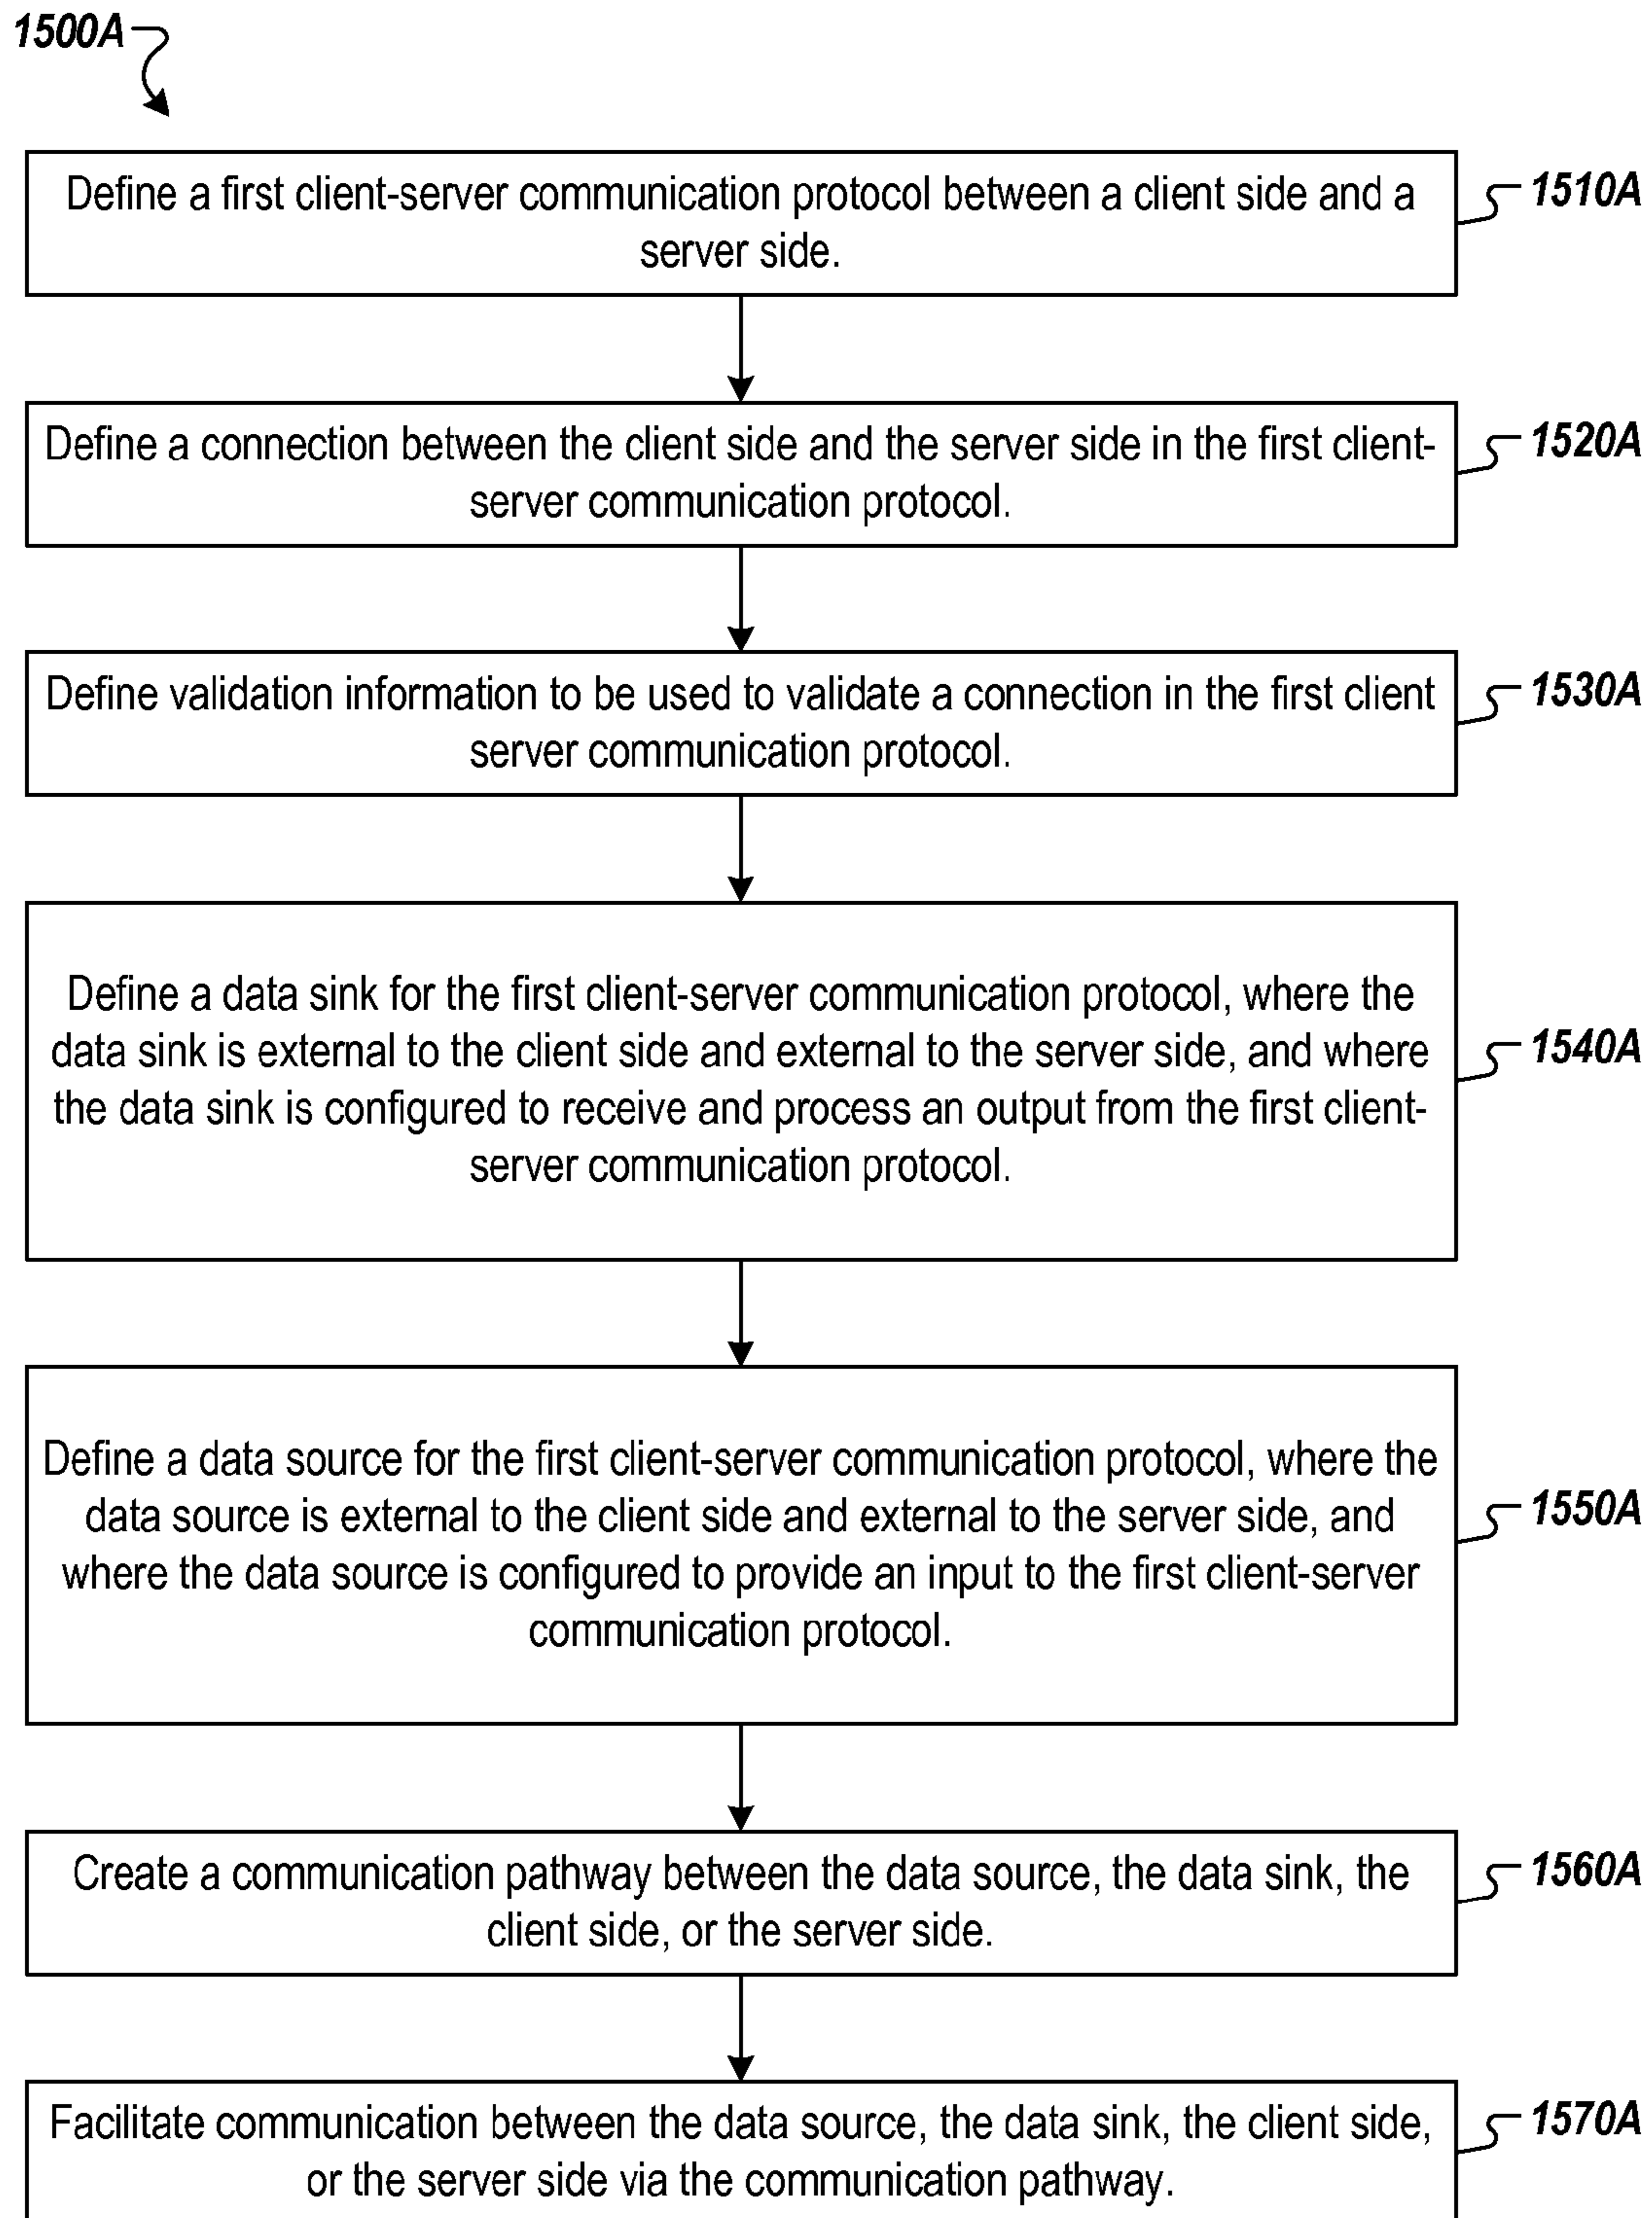 1500A
Define a first client-server communication protocol between a client side and a
server side.
1510A
Define a connection between the client side and the server side in the first client-
server communication protocol.
1520A
Define validation information to be used to validate a connection in the first client
server communication protocol.
1530A
Define a data sink for the first client-server communication protocol, where the
data sink is external to the client side and external to the server side, and where
the data sink is configured to receive and process an output from the first client-
server communication protocol.
1540A
Define a data source for the first client-server communication protocol, where the
data source is external to the client side and external to the server side, and
where the data source is configured to provide an input to the first client-server
communication protocol.
1550A
Create a communication pathway between the data source, the data sink, the
client side, or the server side.
1560A
Facilitate communication between the data source, the data sink, the client side,
or the server side via the communication pathway.
1570A